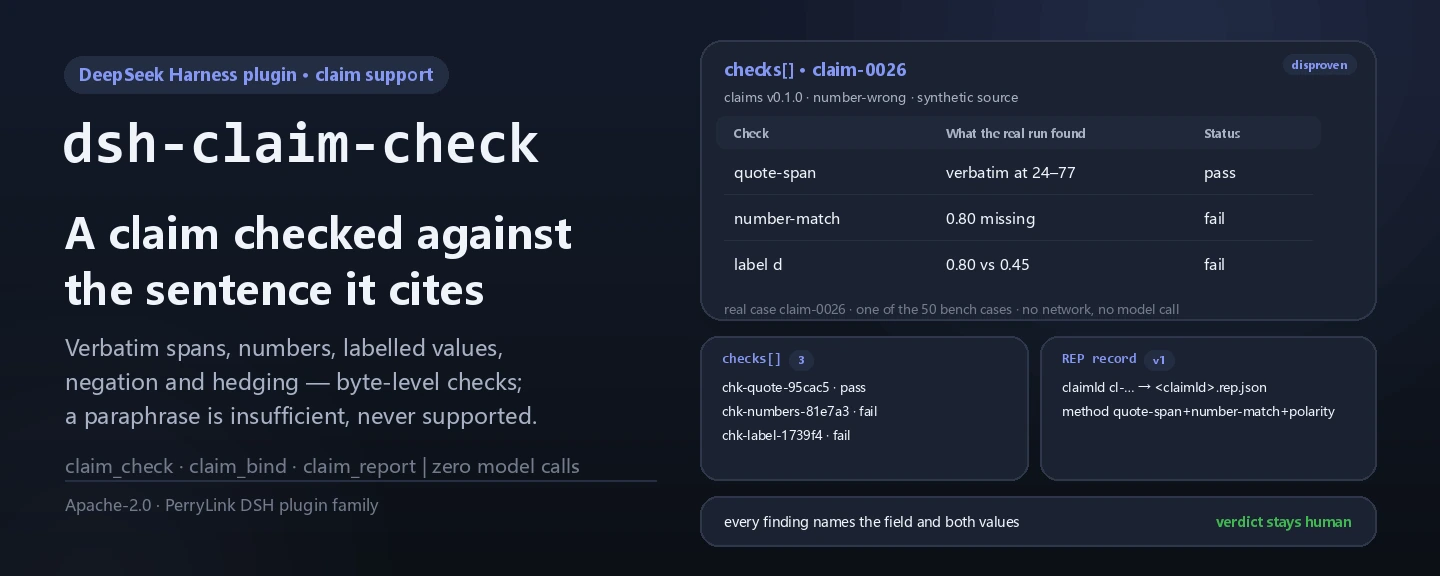 DeepSeek Harness plugin • claim support
dsh-claim-check
A claim checked against
the sentence it cites
Verbatim spans, numbers, labelled values,
negation and hedging — byte-level checks;
a paraphrase is insufficient, never supported.
claim_check · claim_bind · claim_report | zero model calls
Apache-2.0 · PerryLink DSH plugin family
checks[] • claim-0026
disproven
claims v0.1.0 · number-wrong · synthetic source
Check What the real run found Status
quote-span verbatim at 24–77 pass
number-match 0.80 missing fail
label d 0.80 vs 0.45 fail
real case claim-0026 · one of the 50 bench cases · no network, no model call
checks[] 3
chk-quote-95cac5 · pass
chk-numbers-81e7a3 · fail
chk-label-1739f4 · fail
REP record v1
claimId cl-… → <claimId>.rep.json
method quote-span+number-match+polarity
every finding names the field and both values
verdict stays human